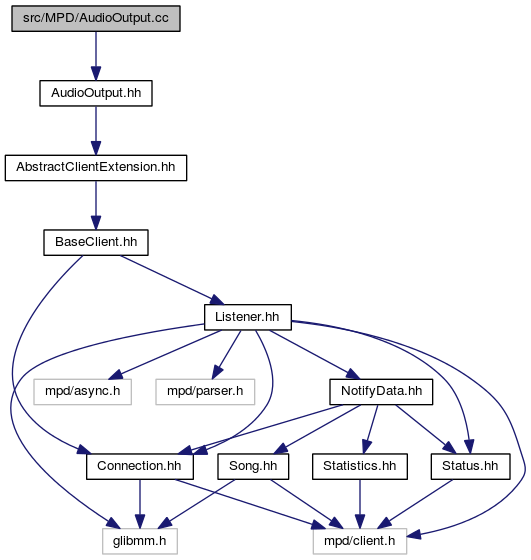 src/MPD/AudioOutput.cc
AudioOutput.hh
AbstractClientExtension.hh
BaseClient.hh
Listener.hh
mpd/async.h
mpd/parser.h
NotifyData.hh
Connection.hh
Song.hh
Statistics.hh
Status.hh
glibmm.h
mpd/client.h